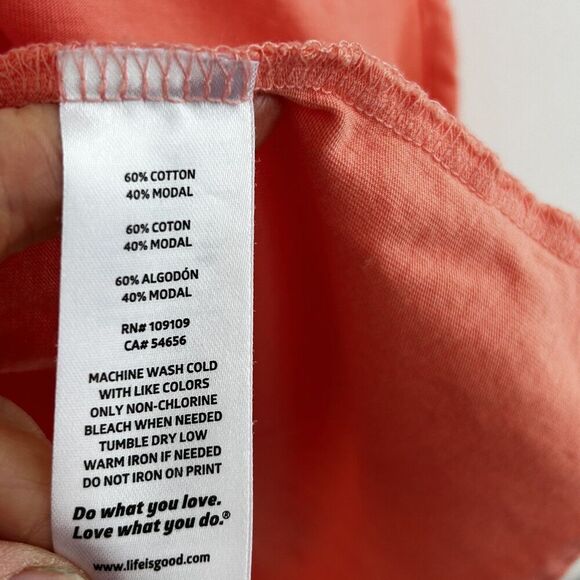 60% COTTON
40% MODAL
60% COTON
40% MODAL
60% ALGODÓN
40% MODAL
RN# 109109
CA# 54656
MACHINE WASH COLD
WITH LIKE COLORS
ONLY NON-CHLORINE
BLEACH WHEN NEEDED
TUMBLE DRY LOW
WARM IRON IF NEEDED
DO NOT IRON ON PRINT
Do what you love.
Love what you do.®
www.lifeisgood.com